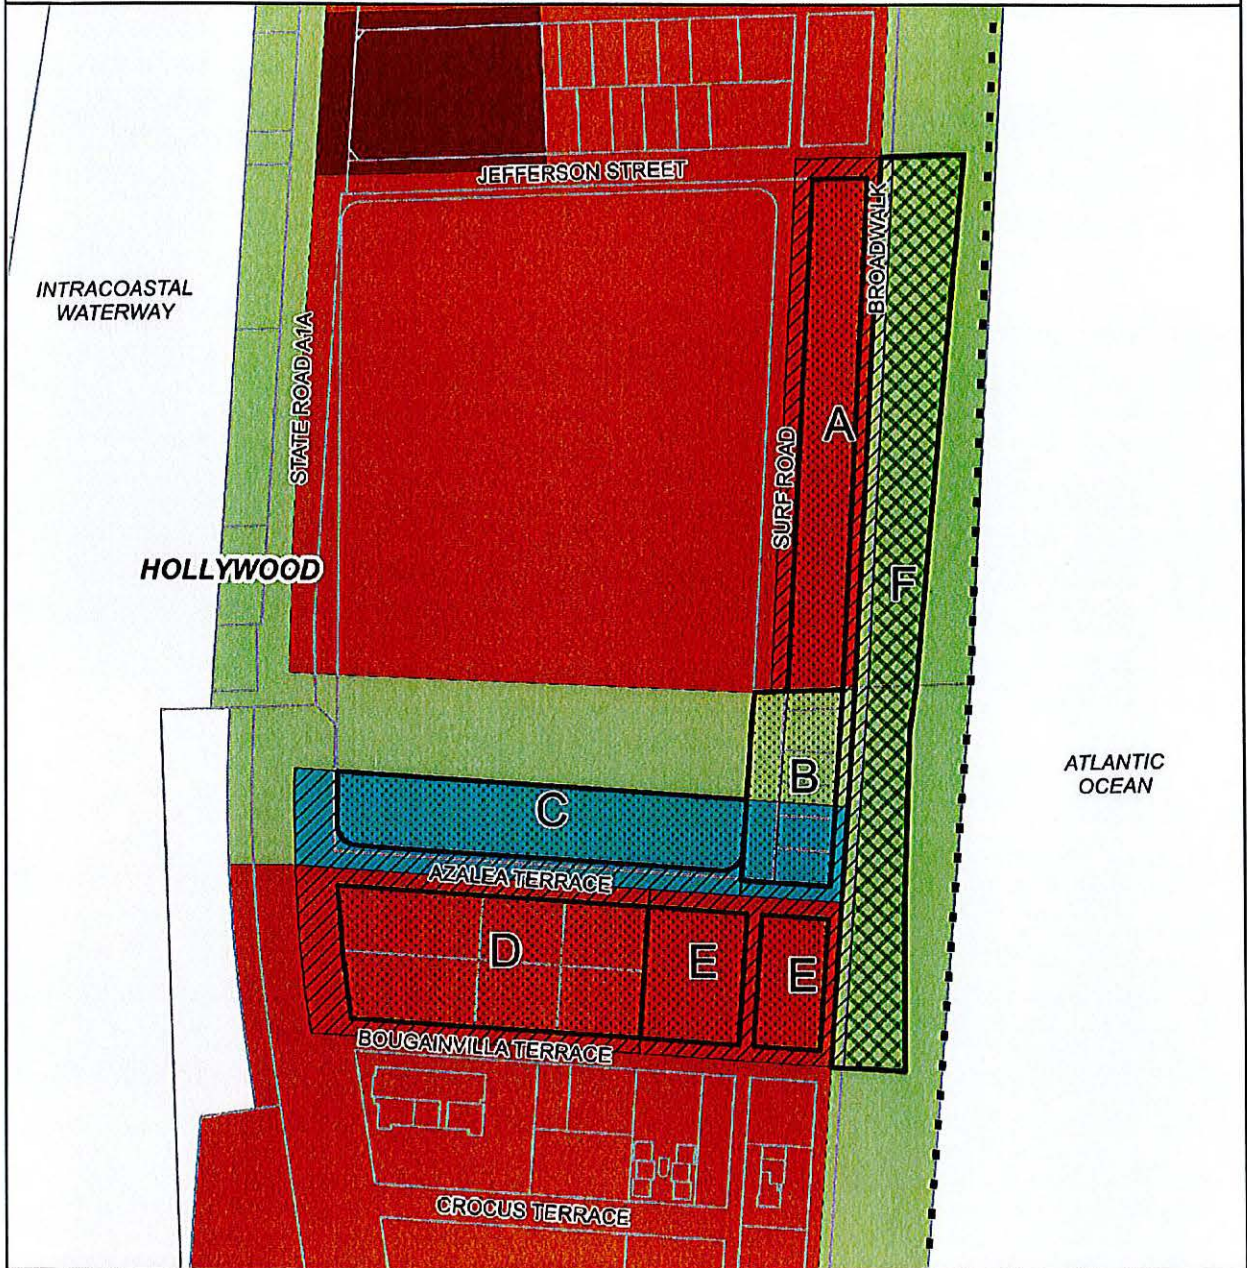 JEFFERSON STREET
BROADWALK
INTRACOASTAL
WATERWAY
STATE ROAD A1A
A
SURF ROAD
HOLLYWOOD
F
B
ATLANTIC
OCEAN
C
AZALEA TERRACE
D
E
E
BOUGAINVILLA TERRACE
CROCUS TERRACE